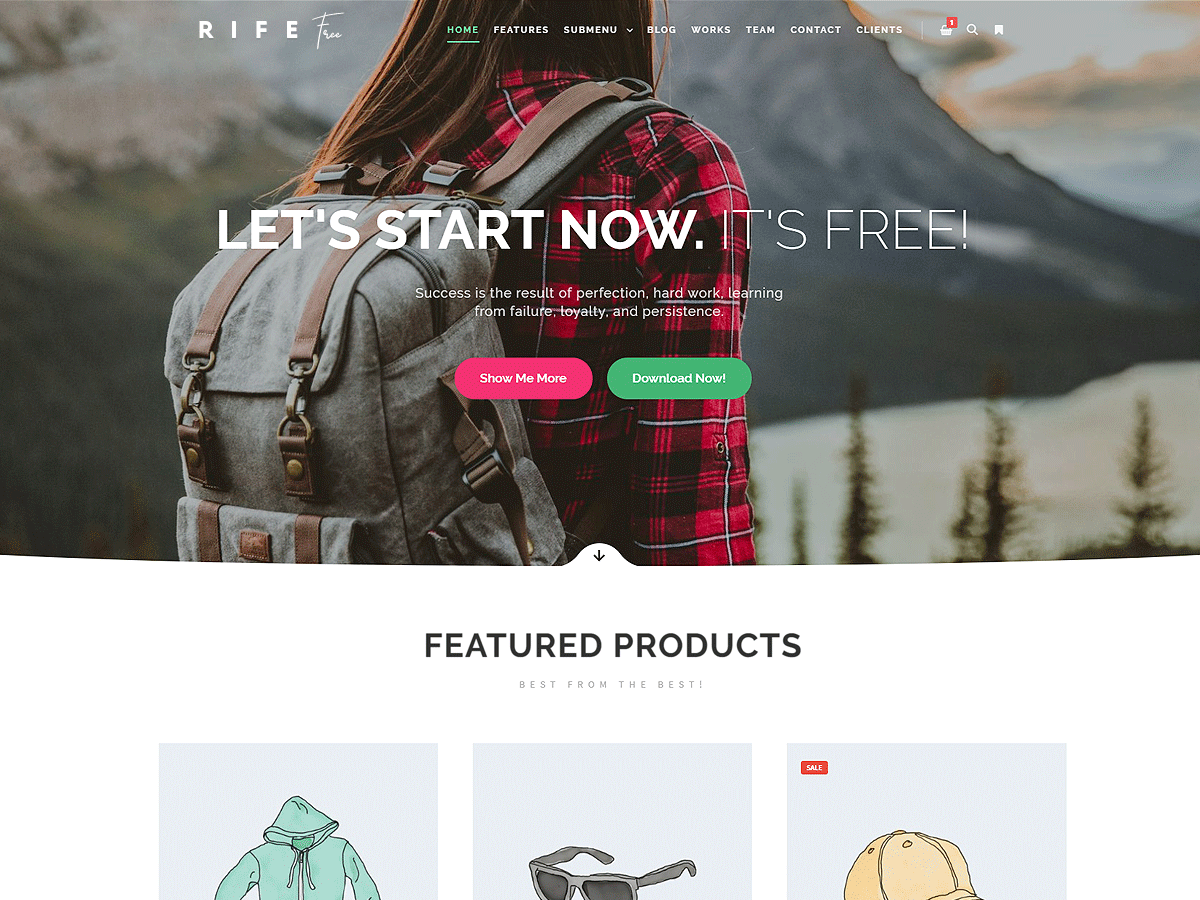 RIFE Free
HOME FEATURES SUBMENU BLOG WORKS TEAM CONTACT CLIENTS
1
LET'S START NOW. IT'S FREE!
Success is the result of perfection, hard work, learning
from failure, loyalty, and persistence.
Show Me More Download Now!
FEATURED PRODUCTS
BEST FROM THE BEST!
SALE